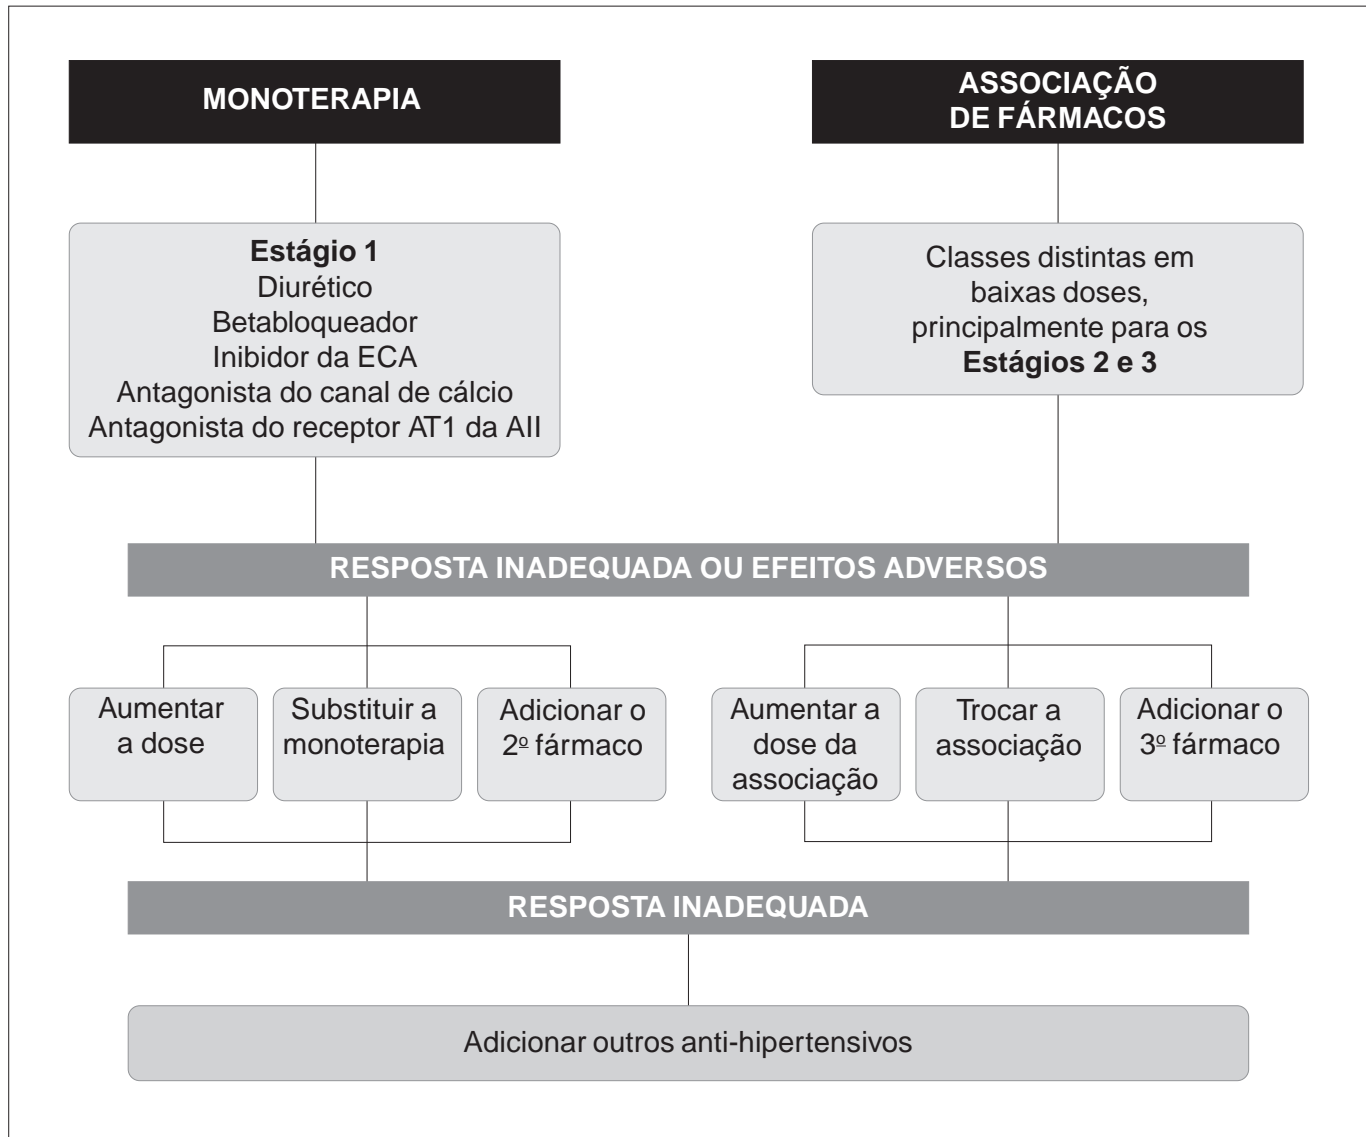 MONOTERAPIA
ASSOCIAÇÃO
DE FÁRMACOS
Estágio 1
Diurético
Betabloqueador
Inibidor da ECA
Antagonista do canal de cálcio
Antagonista do receptor AT1 da AII
Classes distintas em
baixas doses,
principalmente para os
Estágios 2 e 3
RESPOSTA INADEQUADA OU EFEITOS ADVERSOS
Aumentar
a dose
Substituir a
monoterapia
Adicionar o
2º fármaco
Aumentar a
dose da
associação
Trocar a
associação
Adicionar o
3º fármaco
RESPOSTA INADEQUADA
Adicionar outros anti-hipertensivos